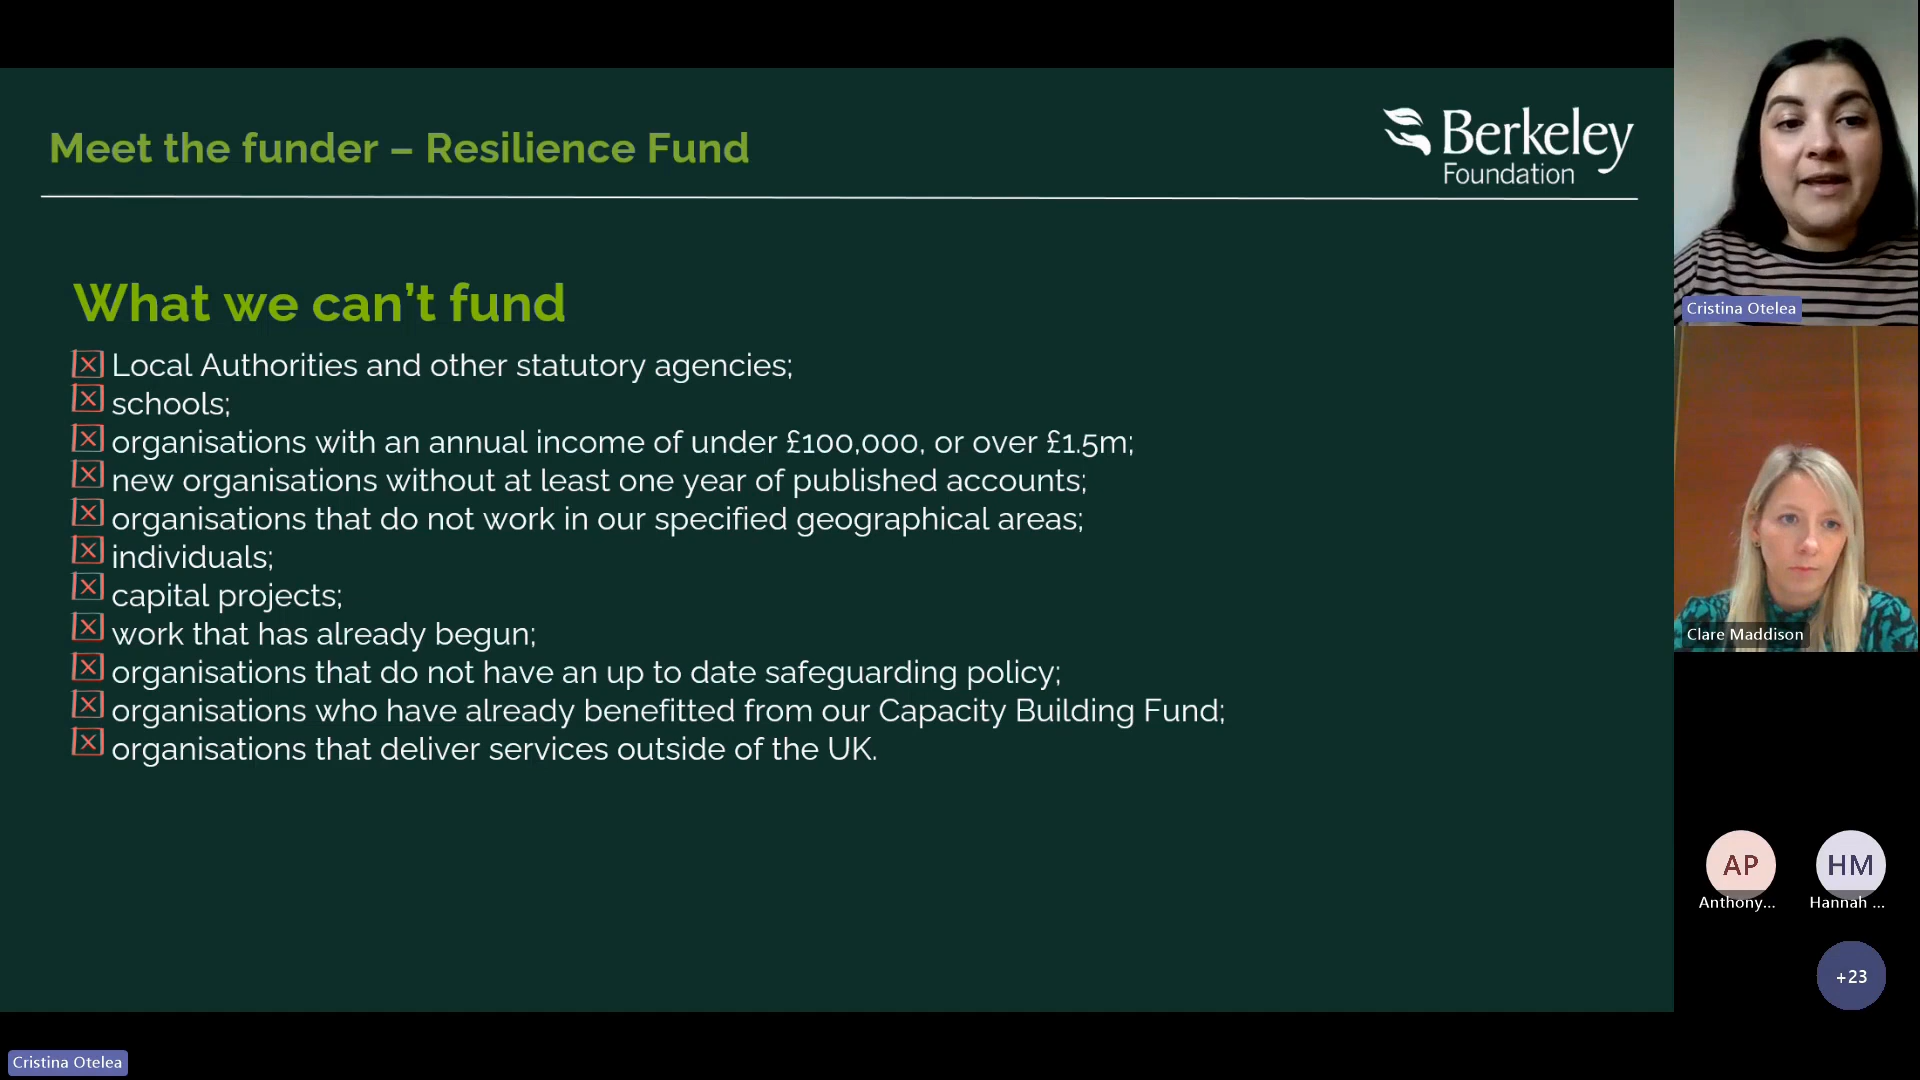 Meet the funder – Resilience Fund
Berkeley
Foundation
What we can't fund
Local Authorities and other statutory agencies;
schools;
organisations with an annual income of under £100,000, or over £1.5m;
new organisations without at least one year of published accounts;
organisations that do not work in our specified geographical areas;
individuals;
capital projects;
work that has already begun;
organisations that do not have an up to date safeguarding policy;
organisations who have already benefitted from our Capacity Building Fund;
organisations that deliver services outside of the UK.
Cristina Otelea
Clare Maddison
AP
HM
Anthony...
Hannah ...
+23
Cristina Otelea